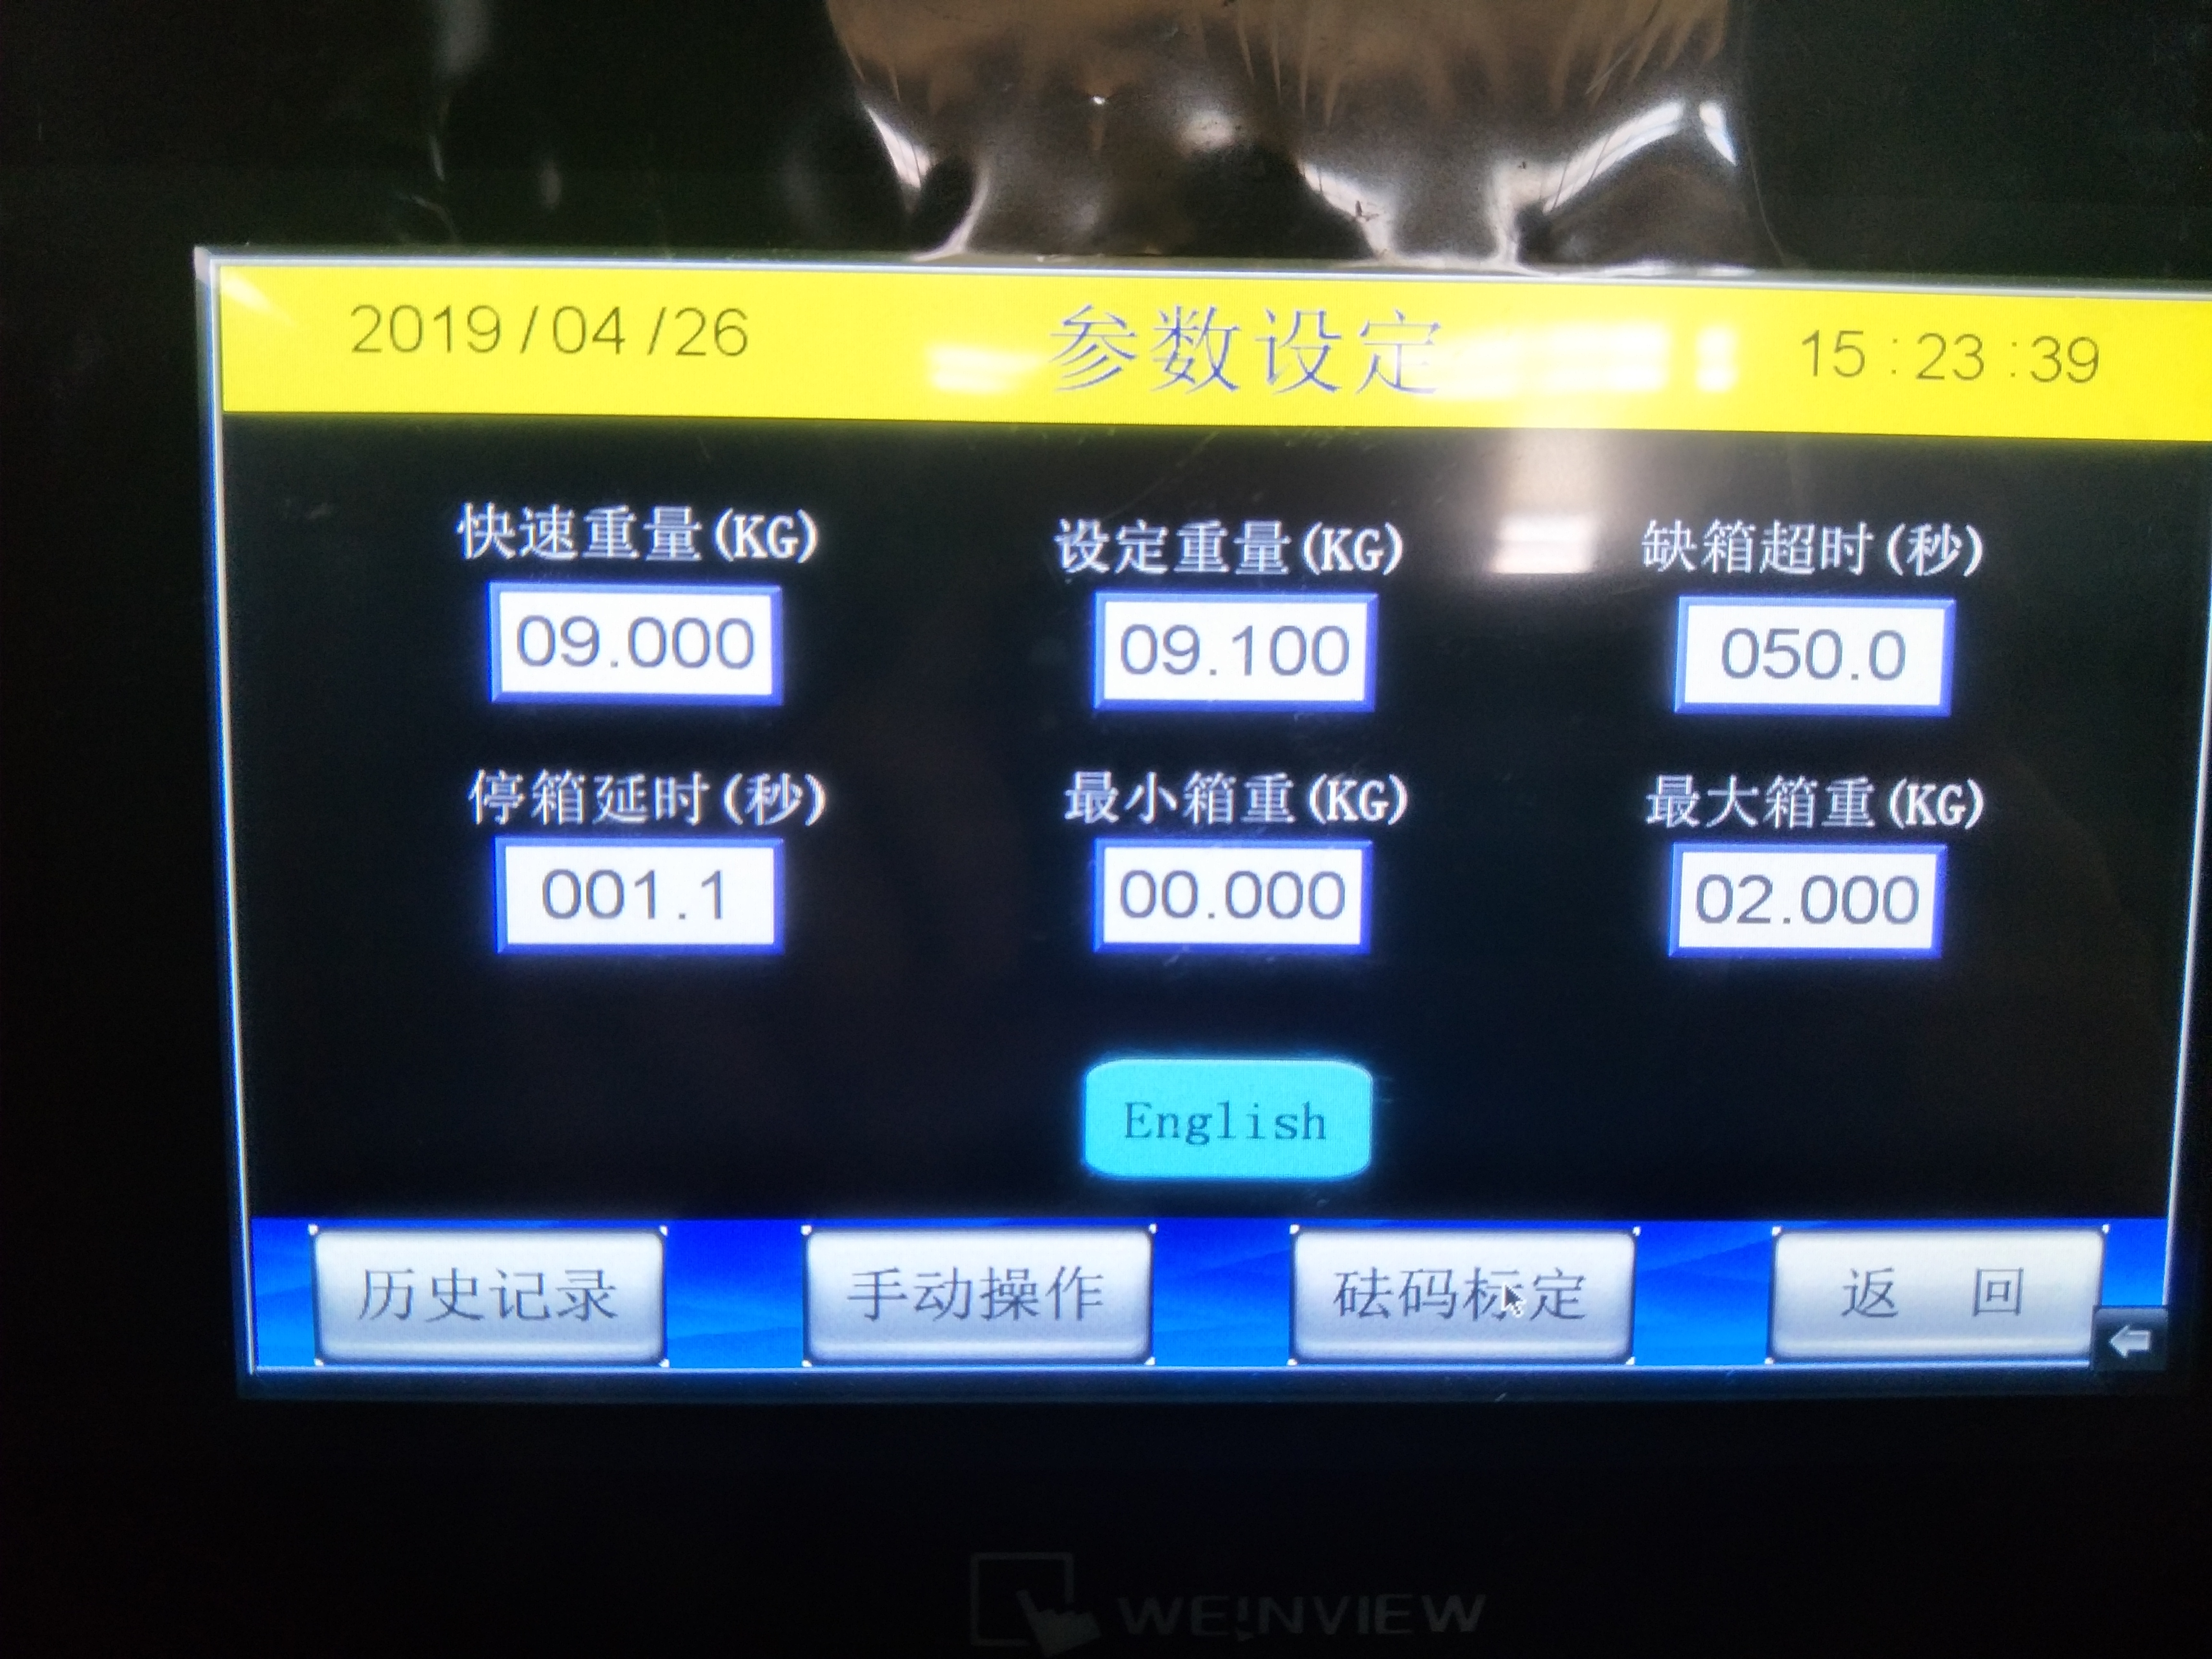 2019/04/26 参数设定 15:23:39
快速重量(KG) 设定重量(KG) 缺箱超时(秒)
09.000 09.100 050.0
停箱延时(秒) 最小箱重(KG) 最大箱重(KG)
001.1 00.000 02.000
English
历史记录 手动操作 砝码标定 返 回
WEINVIEW